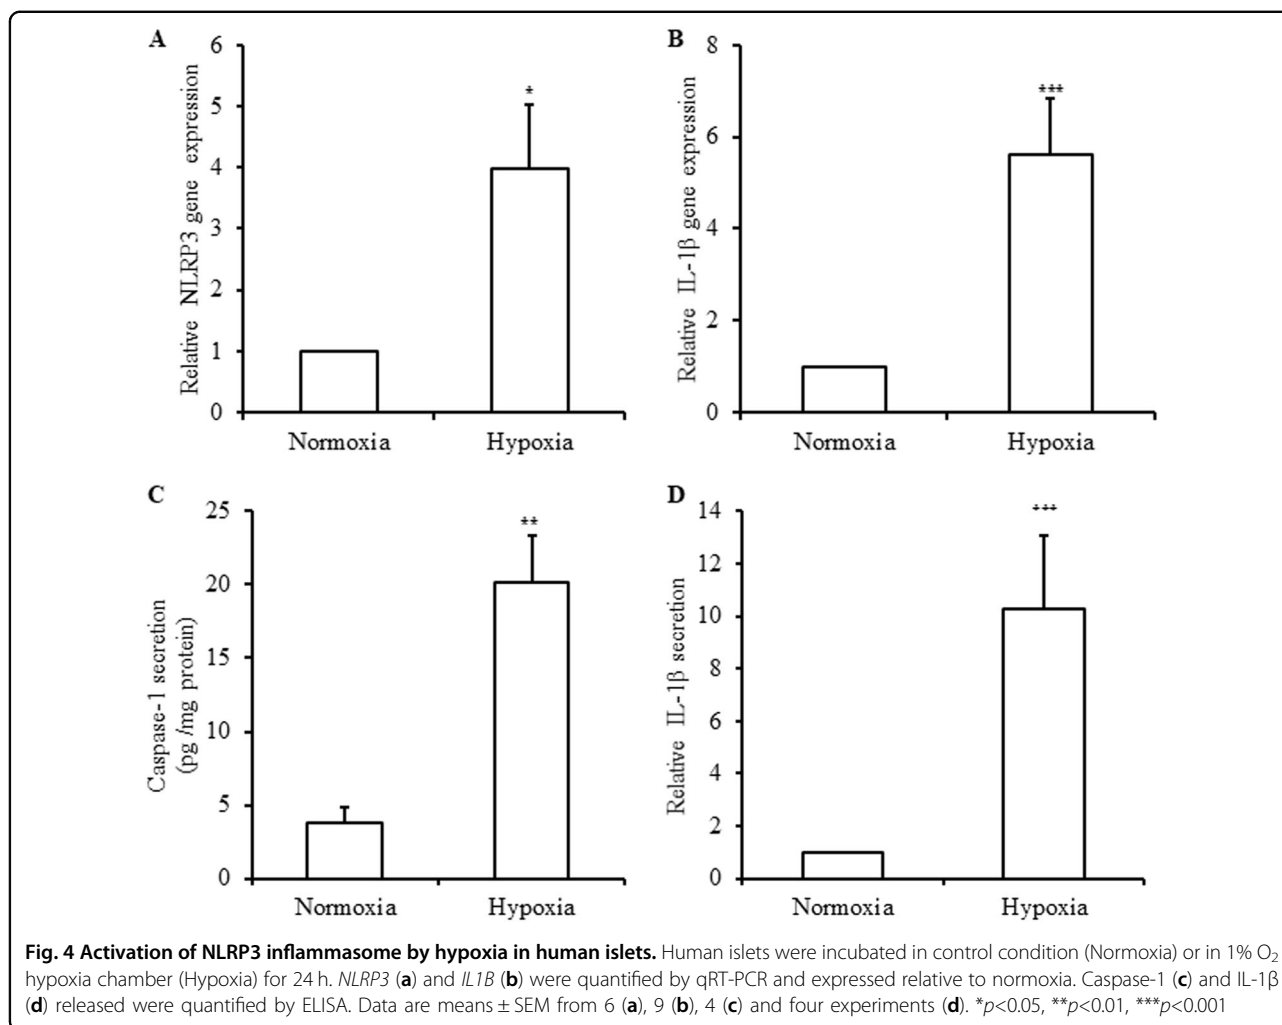 A
6
5
4
3
2
1
0
Relative NLRP3 gene expression
*
Normoxia Hypoxia
B
8
6
4
2
0
Relative IL-1β gene expression
***
Normoxia Hypoxia
C
25
20
15
10
5
0
Caspase-1 secretion
(pg /mg protein)
**
Normoxia Hypoxia
D
14
12
10
8
6
4
2
0
Relative IL-1β secretion
***
Normoxia Hypoxia
Fig. 4 Activation of NLRP3 inflammasome by hypoxia in human islets. Human islets were incubated in control condition (Normoxia) or in 1% O₂
hypoxia chamber (Hypoxia) for 24 h. NLRP3 (a) and IL1B (b) were quantified by qRT-PCR and expressed relative to normoxia. Caspase-1 (c) and IL-1β
(d) released were quantified by ELISA. Data are means ± SEM from 6 (a), 9 (b), 4 (c) and four experiments (d). *p<0.05, **p<0.01, ***p<0.001